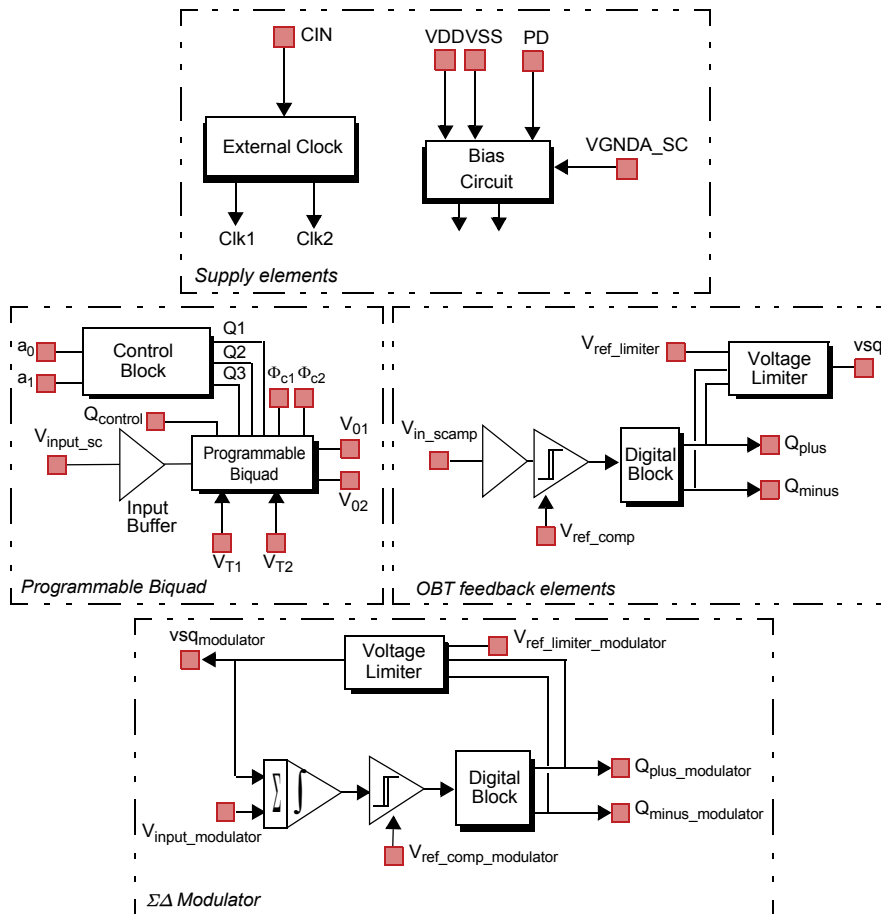 CIN
VDD VSS PD
External Clock
Bias
Circuit
VGNDA_SC
Clk1 Clk2
Supply elements
a0
a1
Control
Block
Q1
Q2
Q3
Φc1 Φc2
Qcontrol
Vinput_sc
Input
Buffer
Programmable
Biquad
V01
V02
VT1 VT2
Programmable Biquad
Vref_limiter
Voltage
Limiter
vsq
Vin_scamp
Digital
Block
Qplus
Qminus
Vref_comp
OBT feedback elements
vsqmodulator
Voltage
Limiter
Vref_limiter_modulator
Σ ∫
Digital
Block
Qplus_modulator
Qminus_modulator
Vinput_modulator
Vref_comp_modulator
ΣΔ Modulator